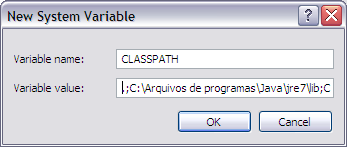 New System Variable
Variable name: CLASSPATH
Variable value: .;C:\Arquivos de programas\Java\jre7\lib;C
OK Cancel